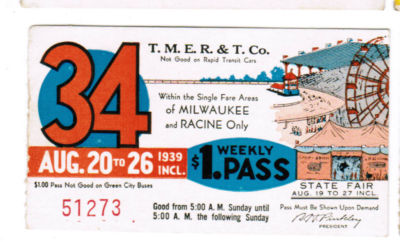 34
T. M. E. R. & T. Co.
Not Good on Rapid Transit Cars
Within the Single Fare Areas
of MILWAUKEE
and RACINE Only
AUG. 20 TO 26 1939 INCL.
WEEKLY
$1. PASS
STATE FAIR
AUG. 19 TO 27 INCL.
$1.00 Pass Not Good on Green City Buses
51273
Good from 5:00 A. M. Sunday until
5:00 A. M. the following Sunday
Pass Must Be Shown Upon Demand
PRESIDENT